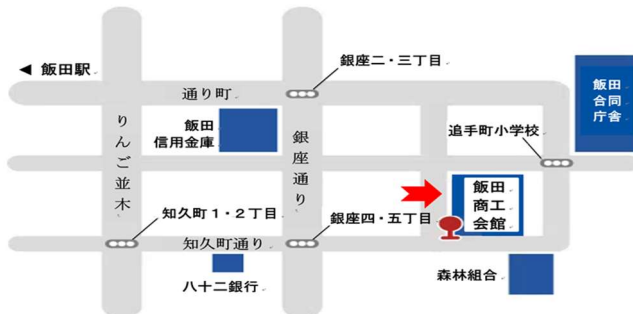 ◀ 飯田駅
銀座二・三丁目
通り町
飯田
合同
庁舎
りんご並木
飯田
信用金庫
銀座通り
追手町小学校
知久町１・２丁目
銀座四・五丁目
飯田
商工
会館
知久町通り
八十二銀行
森林組合